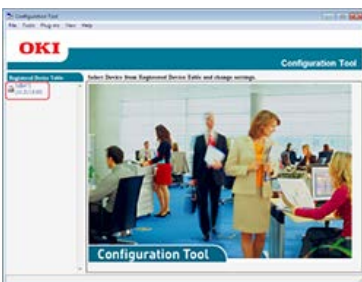 Configuration Tool
File Tools Plug-ins View Help
OKI
Configuration Tool
Registered Device Table
Select Device from Registered Device Table and change settings.
Configuration Tool